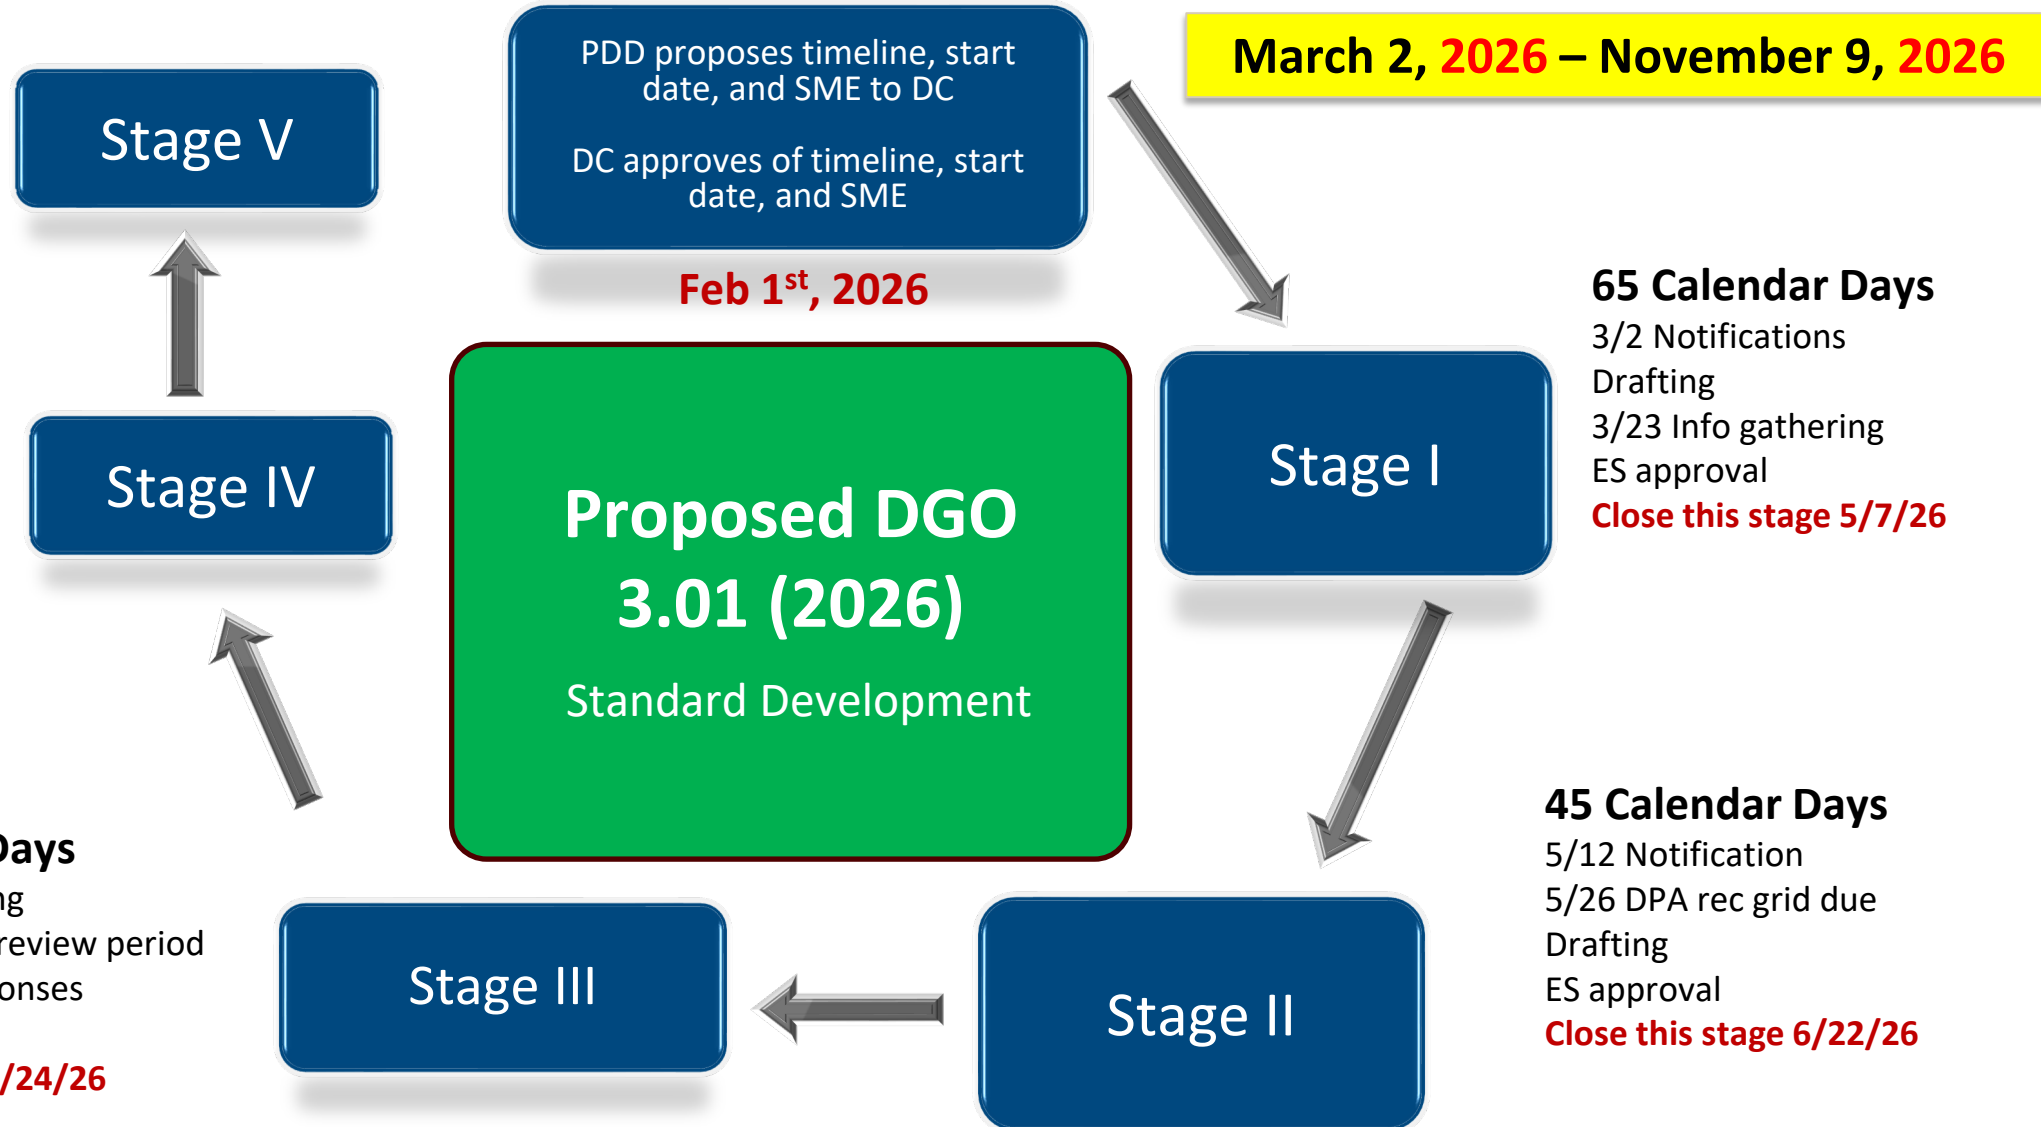 PDD proposes timeline, start
date, and SME to DC
DC approves of timeline, start
date, and SME
Feb 1st, 2026
March 2, 2026 – November 9, 2026
Stage V
Stage IV
Proposed DGO
3.01 (2026)
Standard Development
Stage I
65 Calendar Days
3/2 Notifications
Drafting
3/23 Info gathering
ES approval
Close this stage 5/7/26
45 Calendar Days
5/12 Notification
5/26 DPA rec grid due
Drafting
ES approval
Close this stage 6/22/26
Stage II
Stage III
Days
review period
/24/26